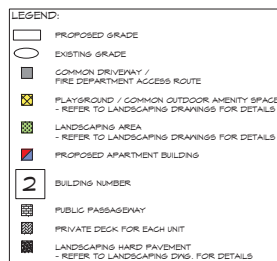 LEGEND:
PROPOSED GRADE
EXISTING GRADE
COMMON DRIVEWAY /
FIRE DEPARTMENT ACCESS ROUTE
PLAYGROUND / COMMON OUTDOOR AMENITY SPACE
- REFER TO LANDSCAPING DRAWINGS FOR DETAILS
LANDSCAPING AREA
- REFER TO LANDSCAPING DRAWINGS FOR DETAILS
PROPOSED APARTMENT BUILDING
2 BUILDING NUMBER
PUBLIC PASSAGEWAY
PRIVATE DECK FOR EACH UNIT
LANDSCAPING HARD PAVEMENT
- REFER TO LANDSCAPING DWG. FOR DETAILS